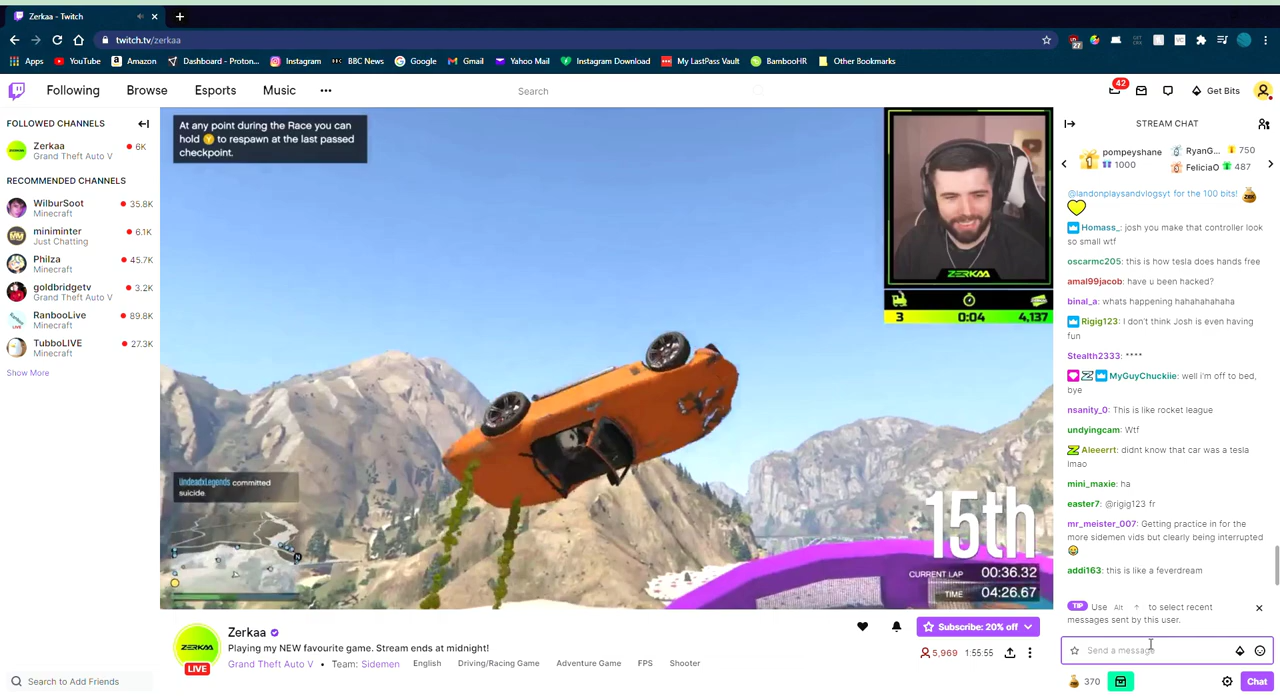 Zerkaa - Twitch
twitch.tv/zerkaa
27
Apps YouTube Amazon Dashboard - Proton... Instagram BBC News Google Gmail Yahoo Mail Instagram Download My LastPass Vault BambooHR Other Bookmarks
Following Browse Esports Music Search 42 Get Bits
FOLLOWED CHANNELS
Zerkaa 6K
Grand Theft Auto V
RECOMMENDED CHANNELS
WilburSoot 35.8K
Minecraft
miniminter 6.1K
Just Chatting
Philza 45.7K
Minecraft
goldbridgetv 3.2K
Grand Theft Auto V
RanbooLive 89.8K
Minecraft
TubboLIVE 27.3K
Minecraft
Show More
Search to Add Friends
At any point during the Race you can
hold Y to respawn at the last passed
checkpoint.
ZERKAA
3 0:04 4,137
UndeadxLegends committed
suicide.
N
15th
CURRENT LAP 00:36.32
TIME 04:26.67
ZERKAA
LIVE
Zerkaa
Playing my NEW favourite game. Stream ends at midnight!
Grand Theft Auto V • Team: Sidemen English Driving/Racing Game Adventure Game FPS Shooter
Subscribe: 20% off
5,969 1:55:55
STREAM CHAT
pompeyshane
1000
RyanG... 750
FeliciaO 487
@landonplaysandvlogsyt for the 100 bits!
Homass_: josh you make that controller look
so small wtf
oscarmc205: this is how tesla does hands free
amal99jacob: have u been hacked?
binal_a: whats happening hahahahahaha
Rigig123: I don't think Josh is even having
fun
Stealth2333: ****
MyGuyChuckiie: well i'm off to bed,
bye
nsanity_0: This is like rocket league
undyingcam: Wtf
Aleeerrt: didnt know that car was a tesla
lmao
mini_maxie: ha
easter7: @rigig123 fr
mr_meister_007: Getting practice in for the
more sidemen vids but clearly being interrupted
addi163: this is like a feverdream
TIP Use Alt ↑ to select recent
messages sent by this user.
Send a message
370 Chat